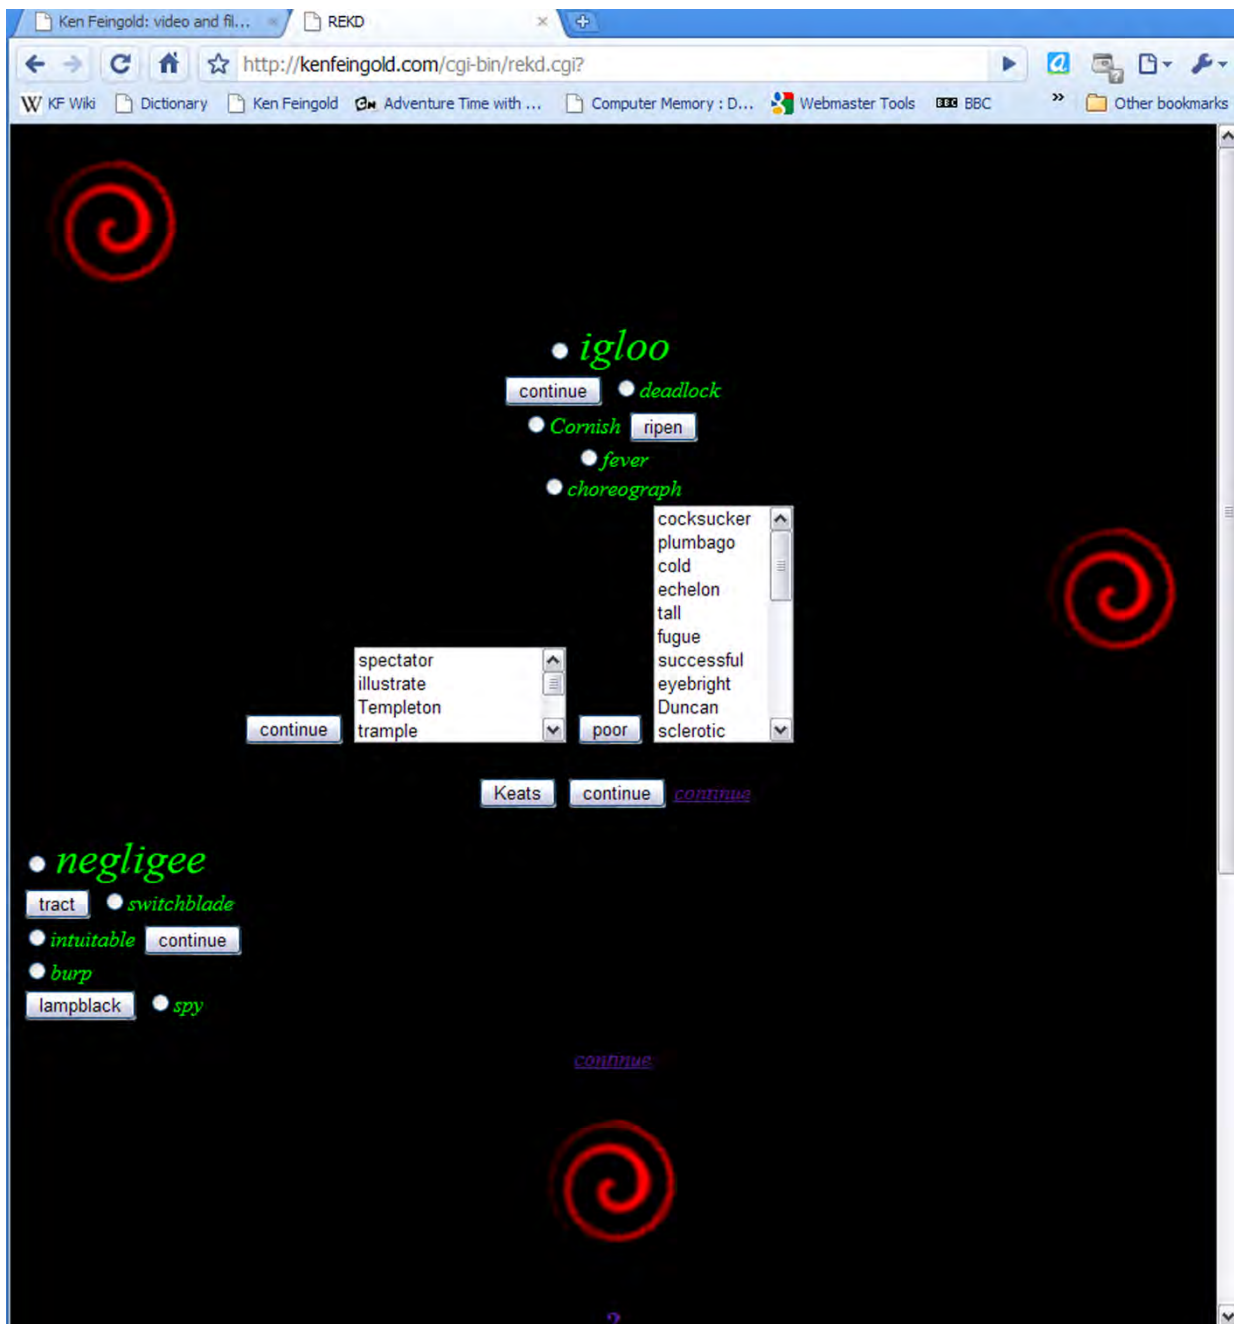 Ken Feingold: video and fil...
REKD
http://kenfeingold.com/cgi-bin/rekd.cgi?
KF Wiki Dictionary Ken Feingold Adventure Time with ... Computer Memory : D... Webmaster Tools BBC » Other bookmarks
igloo
continue deadlock
Cornish ripen
fever
choreograph
cocksucker
plumbago
cold
echelon
tall
fugue
successful
eyebright
Duncan
sclerotic
spectator
illustrate
Templeton
trample
continue
poor
Keats continue continue
negligee
tract switchblade
intuitable continue
burp
lampblack spy
continue
?